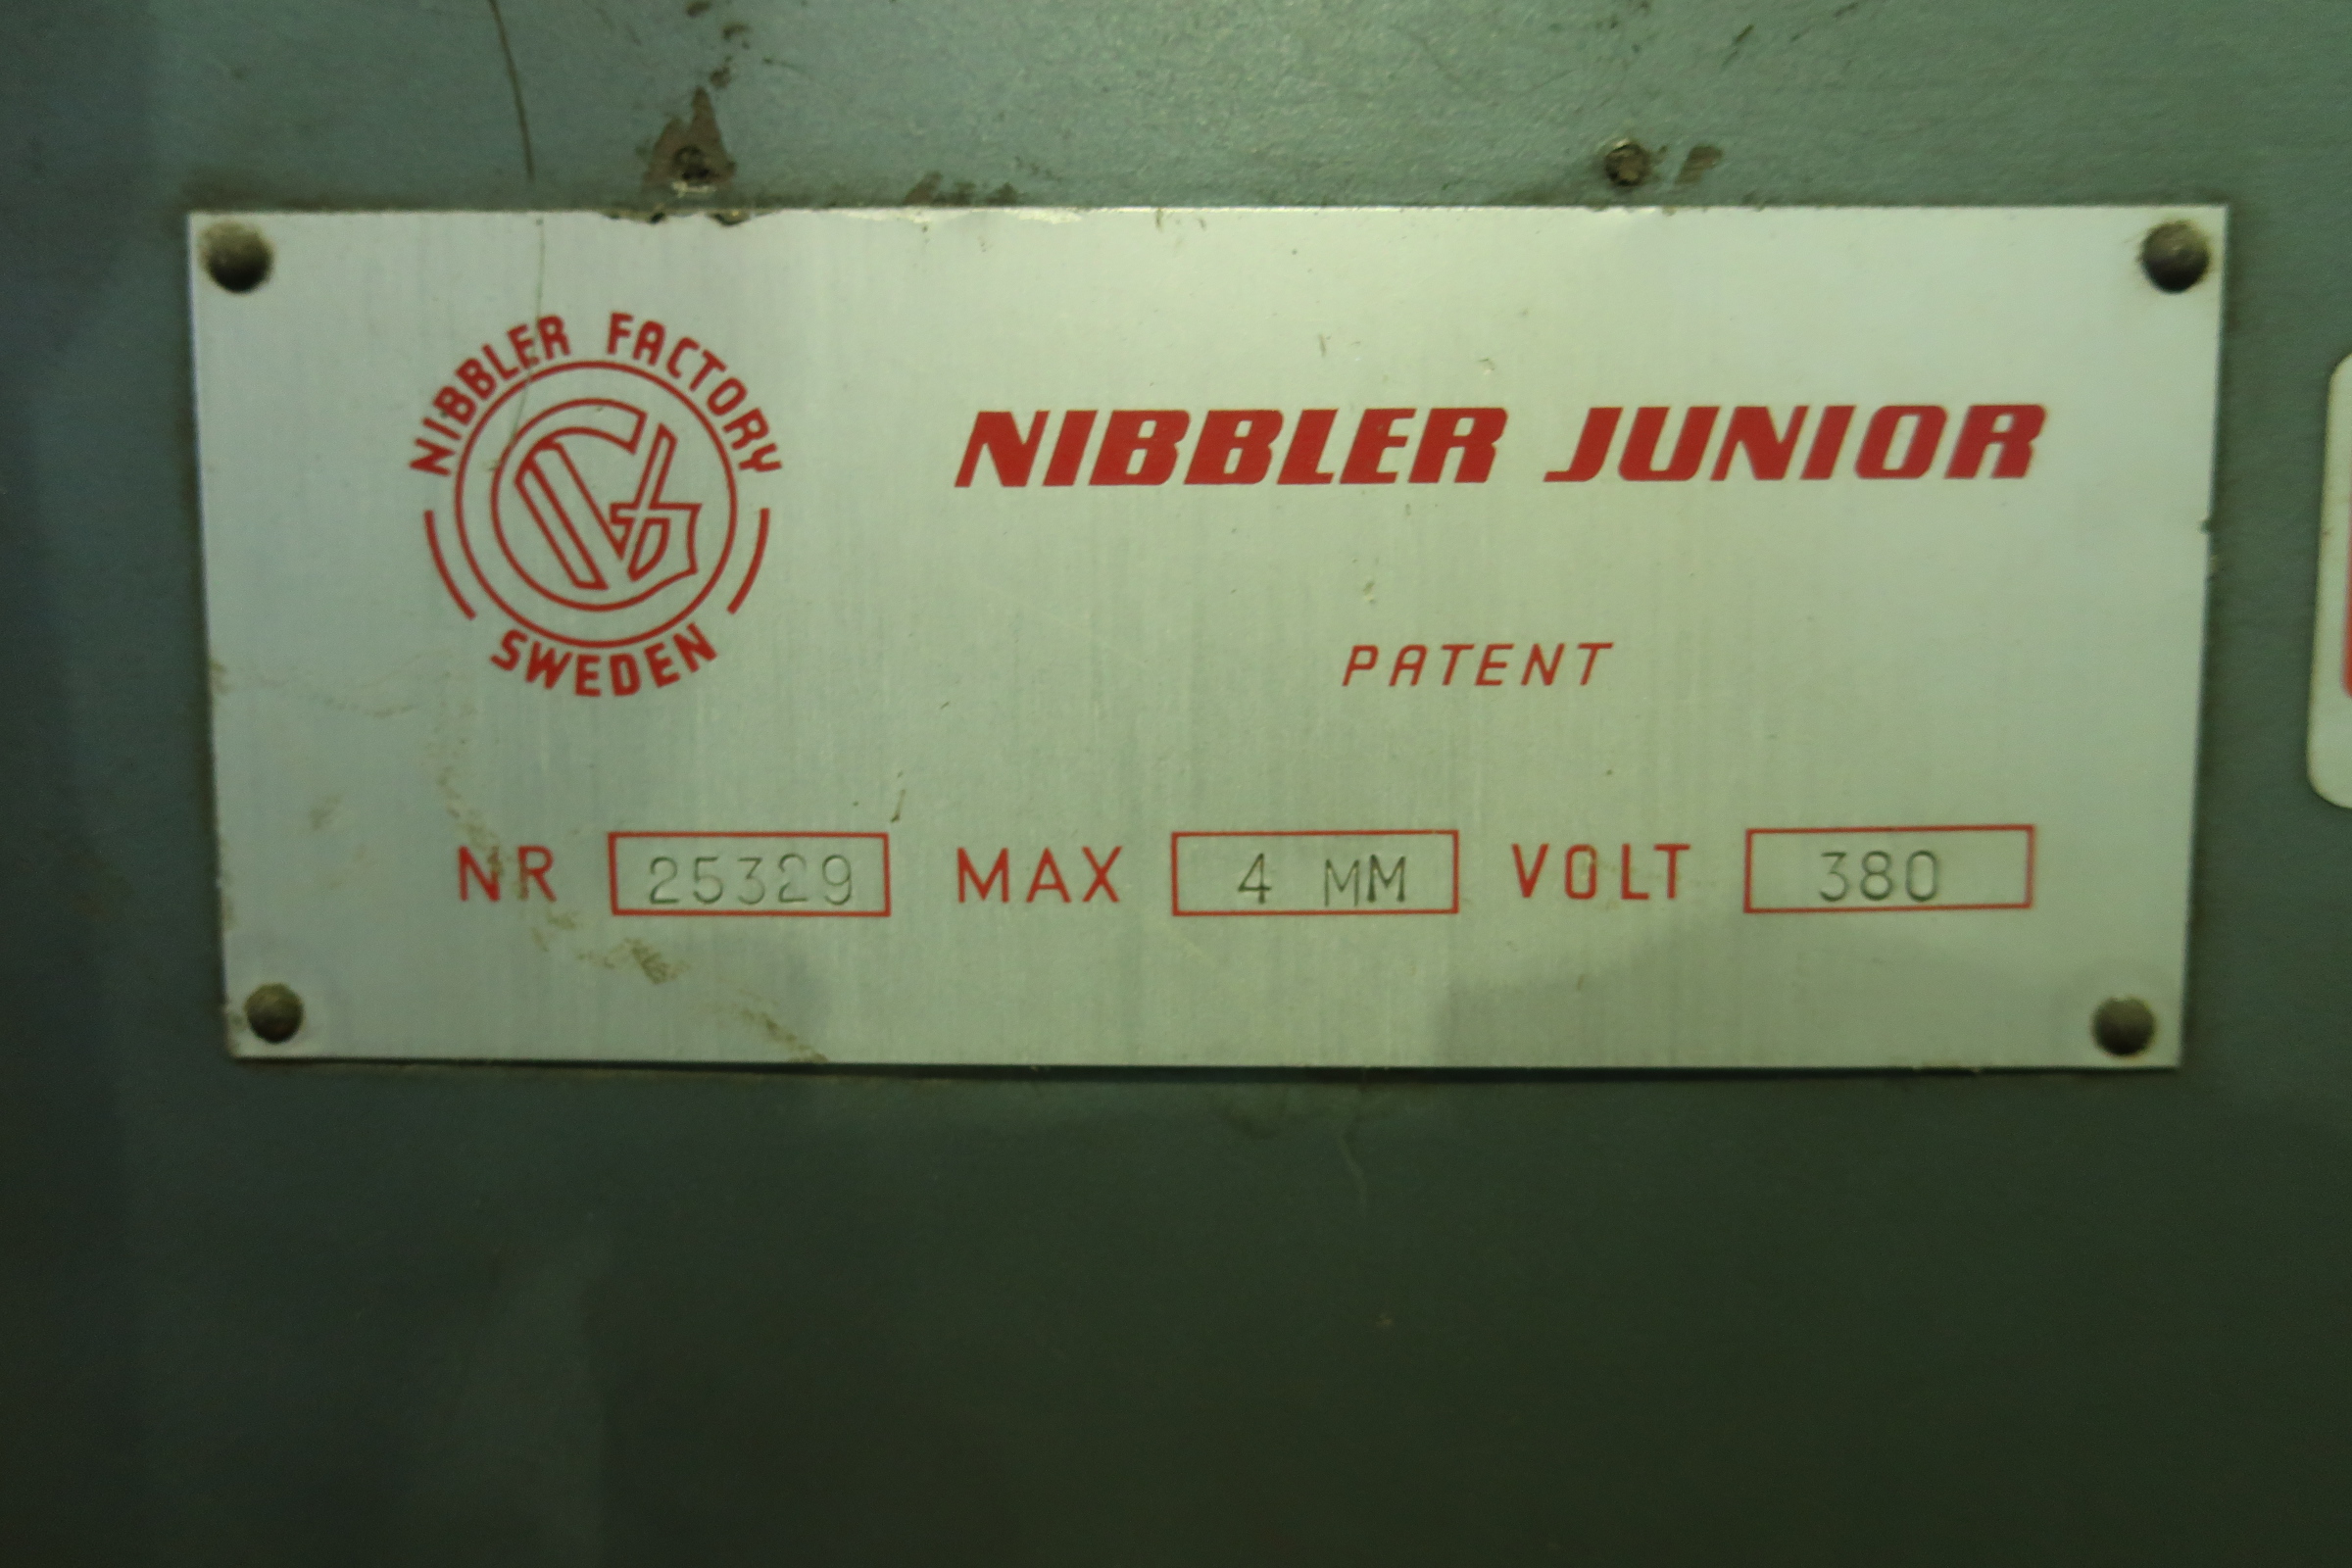 NIBBLER FACTORY
SWEDEN
NIBBLER JUNIOR
PATENT
NR 25329 MAX 4 MM VOLT 380